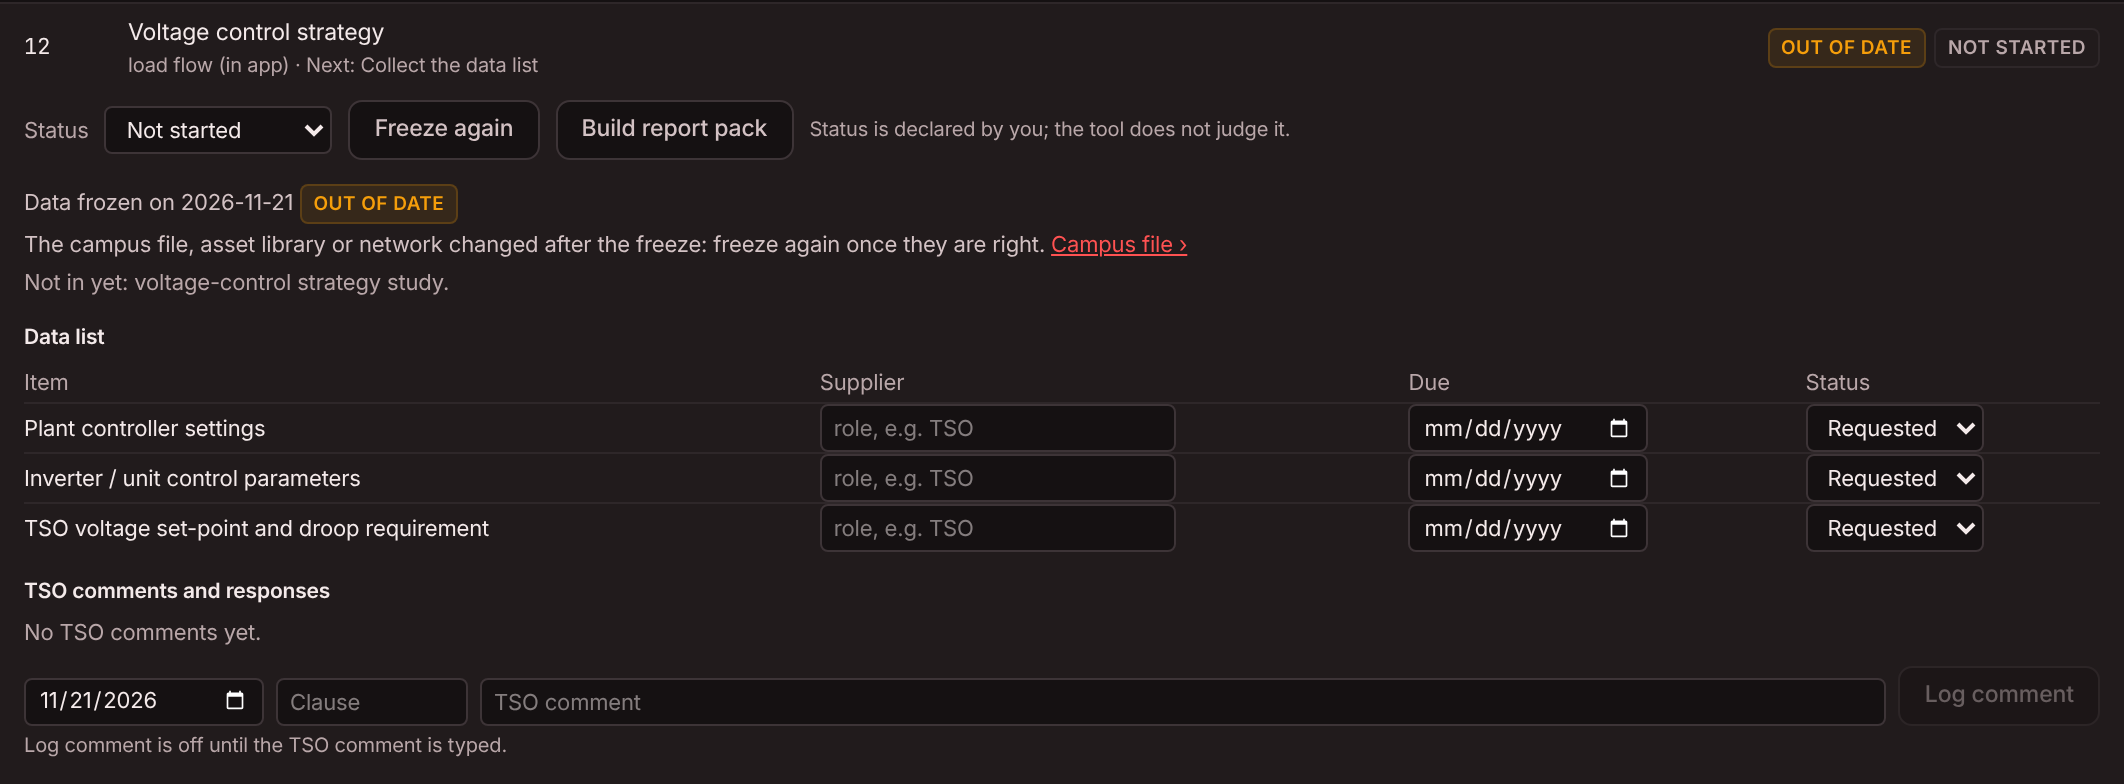 12
Voltage control strategy
load flow (in app) · Next: Collect the data list
OUT OF DATE
NOT STARTED
Status
Not started
Freeze again
Build report pack
Status is declared by you; the tool does not judge it.
Data frozen on 2026-11-21 OUT OF DATE
The campus file, asset library or network changed after the freeze: freeze again once they are right. Campus file ›
Not in yet: voltage-control strategy study.
Data list
Item Supplier Due Status
Plant controller settings role, e.g. TSO mm/dd/yyyy Requested
Inverter / unit control parameters role, e.g. TSO mm/dd/yyyy Requested
TSO voltage set-point and droop requirement role, e.g. TSO mm/dd/yyyy Requested
TSO comments and responses
No TSO comments yet.
11/21/2026 Clause TSO comment Log comment
Log comment is off until the TSO comment is typed.